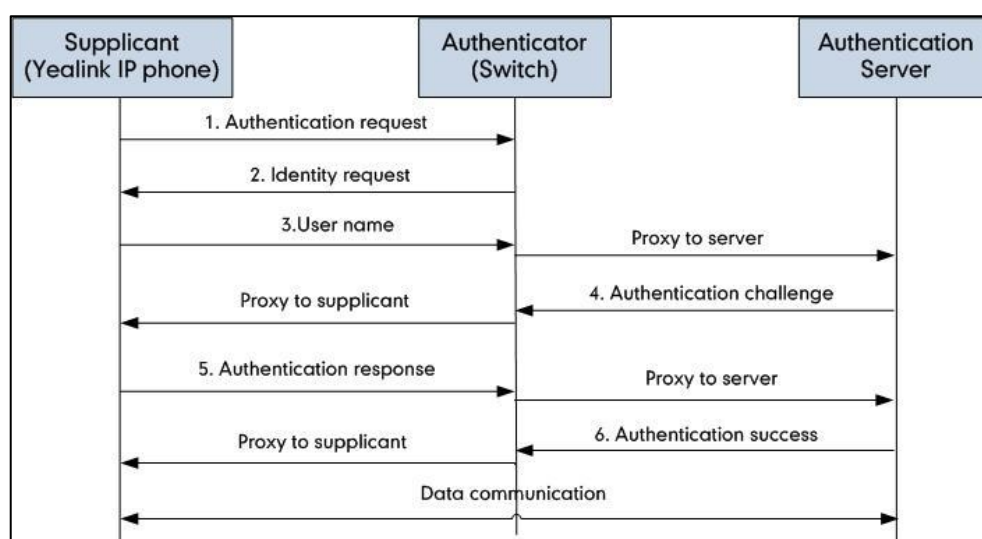 Supplicant
(Yealink IP phone)
Authenticator
(Switch)
Authentication
Server
1. Authentication request
2. Identity request
3.User name
Proxy to server
4. Authentication challenge
Proxy to supplicant
5. Authentication response
Proxy to server
6. Authentication success
Proxy to supplicant
Data communication